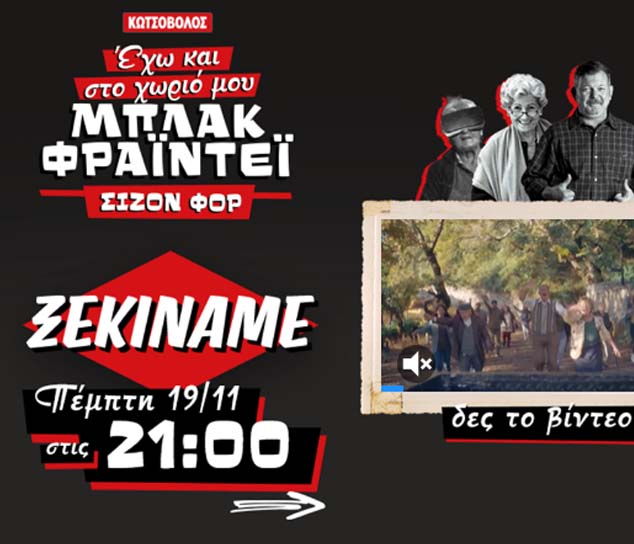 ΚΩΤΣΟΒΟΛΟΣ
Έχω και
στο χωριό μου
ΜΠΛΑΚ
ΦΡΑΪΝΤΕΪ
ΣΙΖΟΝ ΦΟΡ
ΞΕΚΙΝΑΜΕ
Πέμπτη 19/11
στις 21:00
δες το βίντεο